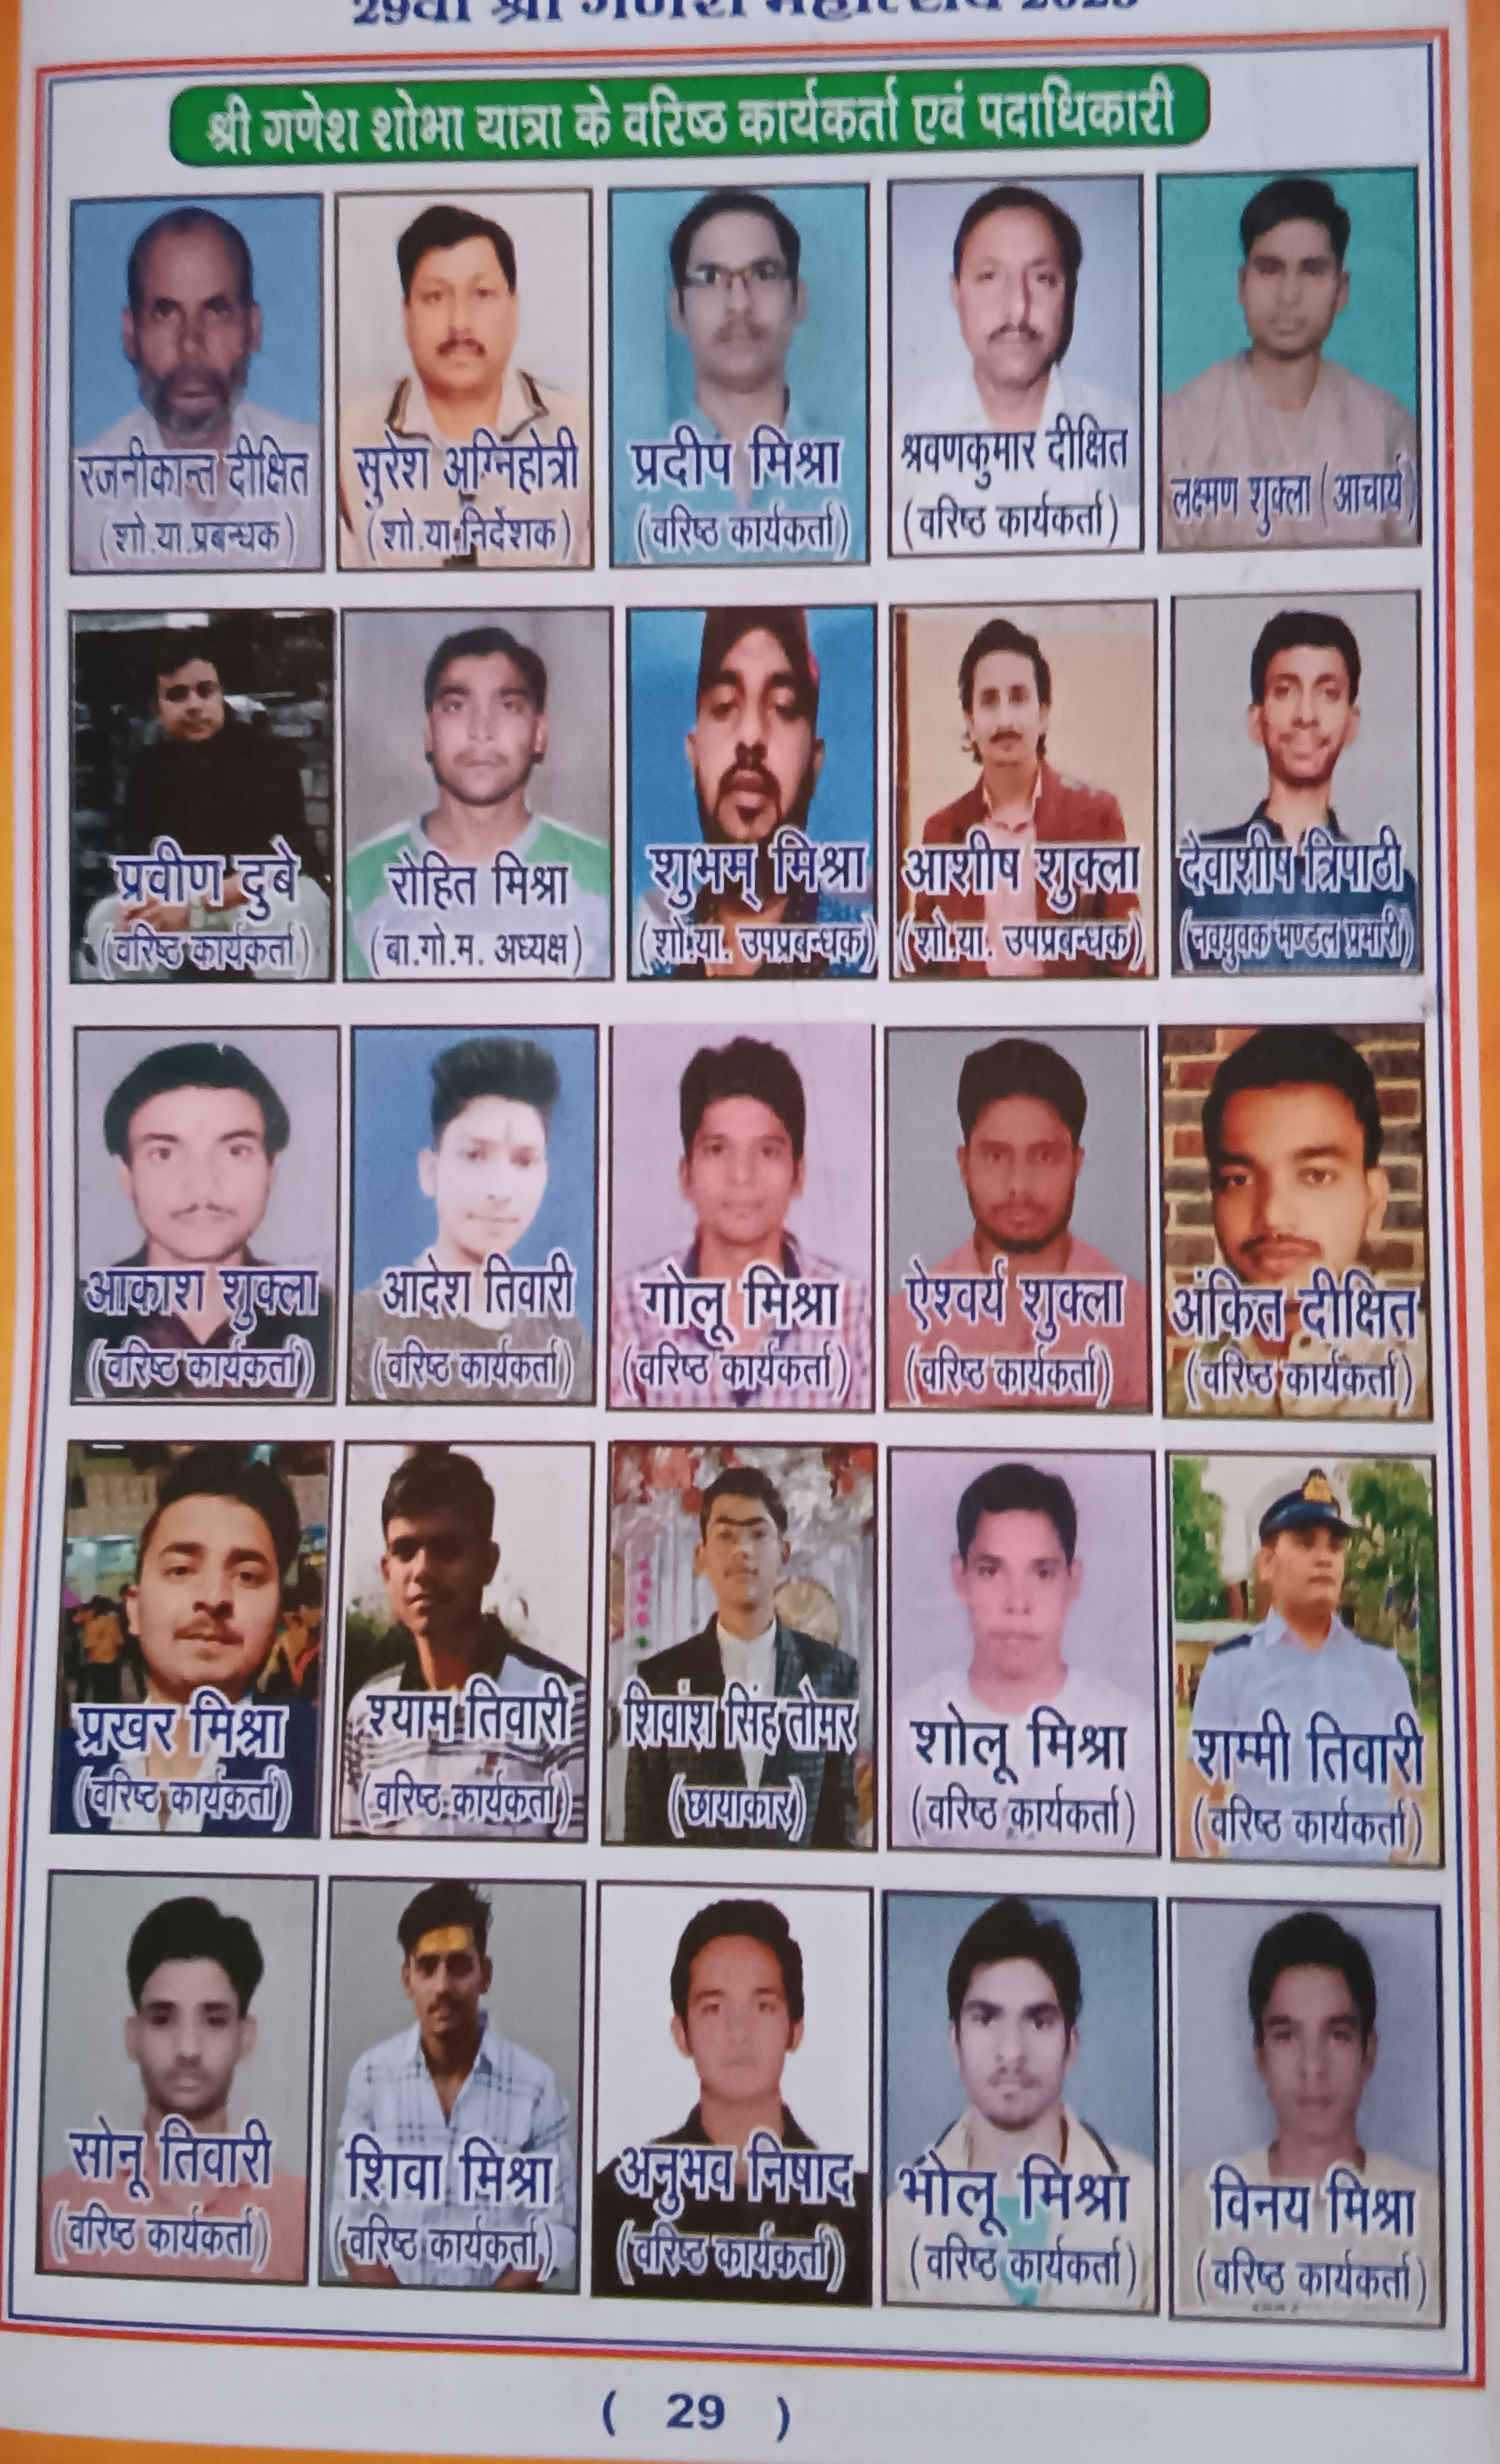 29वाँ श्री गणेश महोत्सव 2023
श्री गणेश शोभा यात्रा के वरिष्ठ कार्यकर्ता एवं पदाधिकारी
रजनीकान्त दीक्षित
(शो.या.प्रबन्धक)
सुरेश अग्निहोत्री
(शो.या.निर्देशक)
प्रदीप मिश्रा
(वरिष्ठ कार्यकर्ता)
श्रवणकुमार दीक्षित
(वरिष्ठ कार्यकर्ता)
लक्ष्मण शुक्ला (आचार्य)
प्रवीण दुबे
(वरिष्ठ कार्यकर्ता)
रोहित मिश्रा
(बा.गो.म. अध्यक्ष)
शुभम् मिश्रा
(शो.या. उपप्रबन्धक)
आशीष शुक्ला
(शो.या. उपप्रबन्धक)
देवाशीष त्रिपाठी
(नवयुवक मण्डल प्रभारी)
आकाश शुक्ला
(वरिष्ठ कार्यकर्ता)
आदेश तिवारी
(वरिष्ठ कार्यकर्ता)
गोलू मिश्रा
(वरिष्ठ कार्यकर्ता)
ऐश्वर्य शुक्ला
(वरिष्ठ कार्यकर्ता)
अंकित दीक्षित
(वरिष्ठ कार्यकर्ता)
प्रखर मिश्रा
(वरिष्ठ कार्यकर्ता)
श्याम तिवारी
(वरिष्ठ कार्यकर्ता)
शिवांश सिंह तोमर
(छायाकार)
शोलू मिश्रा
(वरिष्ठ कार्यकर्ता)
शम्मी तिवारी
(वरिष्ठ कार्यकर्ता)
सोनू तिवारी
(वरिष्ठ कार्यकर्ता)
शिवा मिश्रा
(वरिष्ठ कार्यकर्ता)
अनुभव निषाद
(वरिष्ठ कार्यकर्ता)
भोलू मिश्रा
(वरिष्ठ कार्यकर्ता)
विनय मिश्रा
(वरिष्ठ कार्यकर्ता)
( 29 )